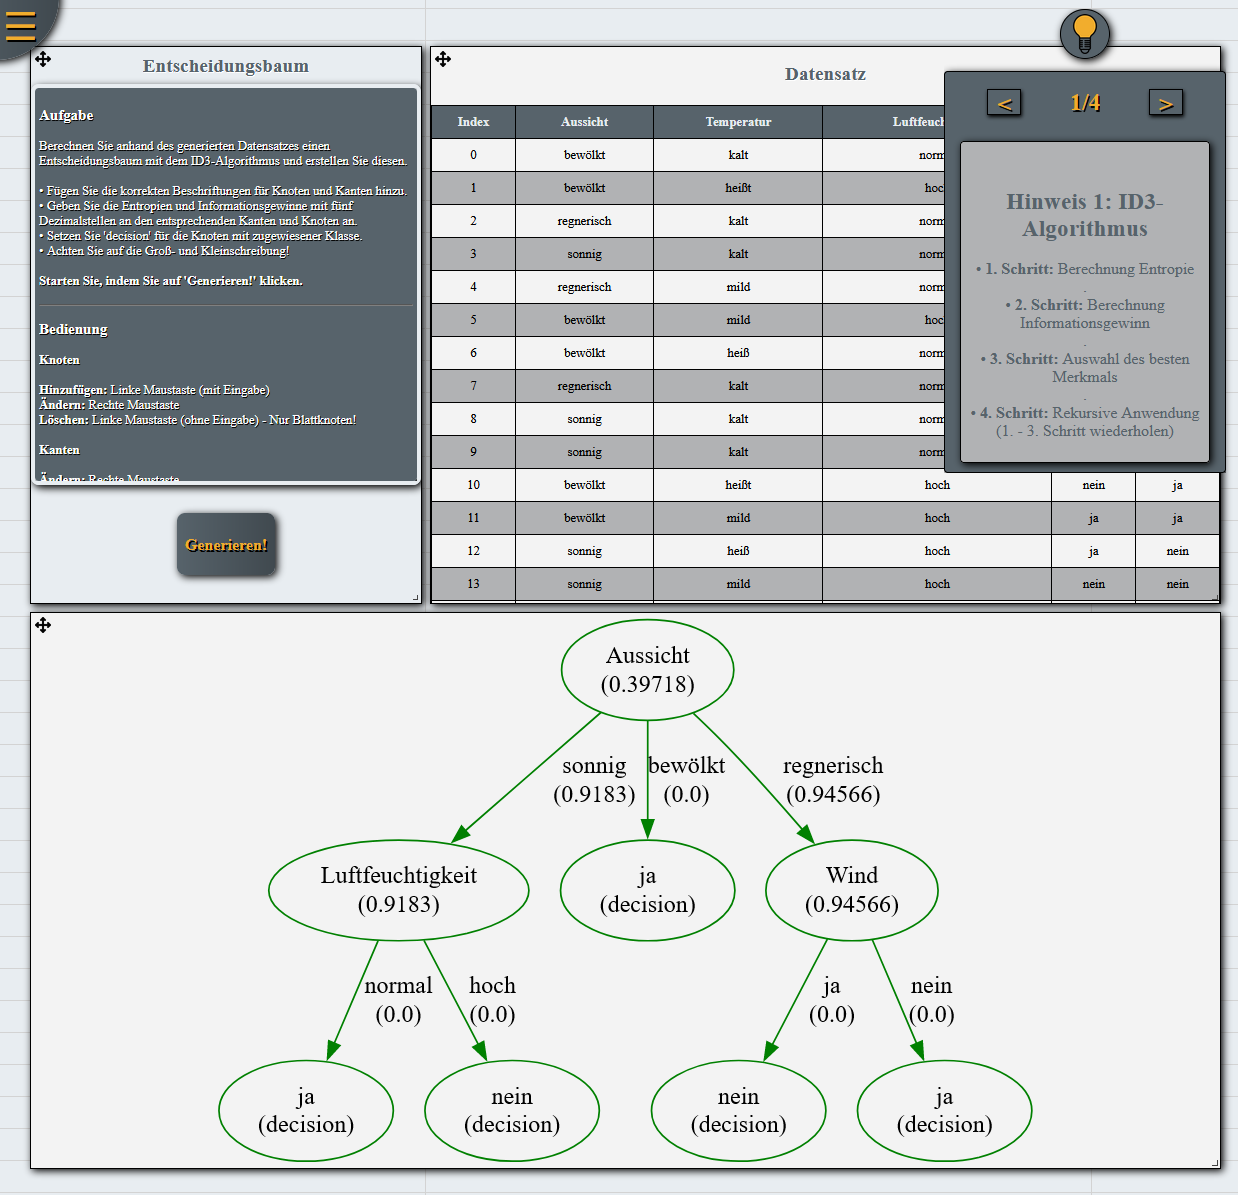 Entscheidungsbaum
Aufgabe
Berechnen Sie anhand des generierten Datensatzes einen
Entscheidungsbaum mit dem ID3-Algorithmus und erstellen Sie diesen.
• Fügen Sie die korrekten Beschriftungen für Knoten und Kanten hinzu.
• Geben Sie die Entropien und Informationsgewinne mit fünf
Dezimalstellen an den entsprechenden Kanten und Knoten an.
• Setzen Sie 'decision' für die Knoten mit zugewiesener Klasse.
• Achten Sie auf die Groß- und Kleinschreibung!
Starten Sie, indem Sie auf 'Generieren!' klicken.
Bedienung
Knoten
Hinzufügen: Linke Maustaste (mit Eingabe)
Ändern: Rechte Maustaste
Löschen: Linke Maustaste (ohne Eingabe) - Nur Blattknoten!
Kanten
Ändern: Rechte Maustaste
Generieren!
Datensatz
Index Aussicht Temperatur Luftfeuch
0 bewölkt kalt norm
1 bewölkt heißt hoc
2 regnerisch kalt norm
3 sonnig kalt norm
4 regnerisch mild norm
5 bewölkt mild hoc
6 bewölkt heiß norm
7 regnerisch kalt norm
8 sonnig kalt norm
9 sonnig kalt norm
10 bewölkt heißt hoch nein ja
11 bewölkt mild hoch ja ja
12 sonnig heiß hoch ja nein
13 sonnig mild hoch nein nein
< 1/4 >
Hinweis 1: ID3-
Algorithmus
• 1. Schritt: Berechnung Entropie
.
• 2. Schritt: Berechnung
Informationsgewinn
.
• 3. Schritt: Auswahl des besten
Merkmals
.
• 4. Schritt: Rekursive Anwendung
(1. - 3. Schritt wiederholen)
Aussicht
(0.39718)
sonnig
(0.9183)
bewölkt
(0.0)
regnerisch
(0.94566)
Luftfeuchtigkeit
(0.9183)
ja
(decision)
Wind
(0.94566)
normal
(0.0)
hoch
(0.0)
ja
(0.0)
nein
(0.0)
ja
(decision)
nein
(decision)
nein
(decision)
ja
(decision)